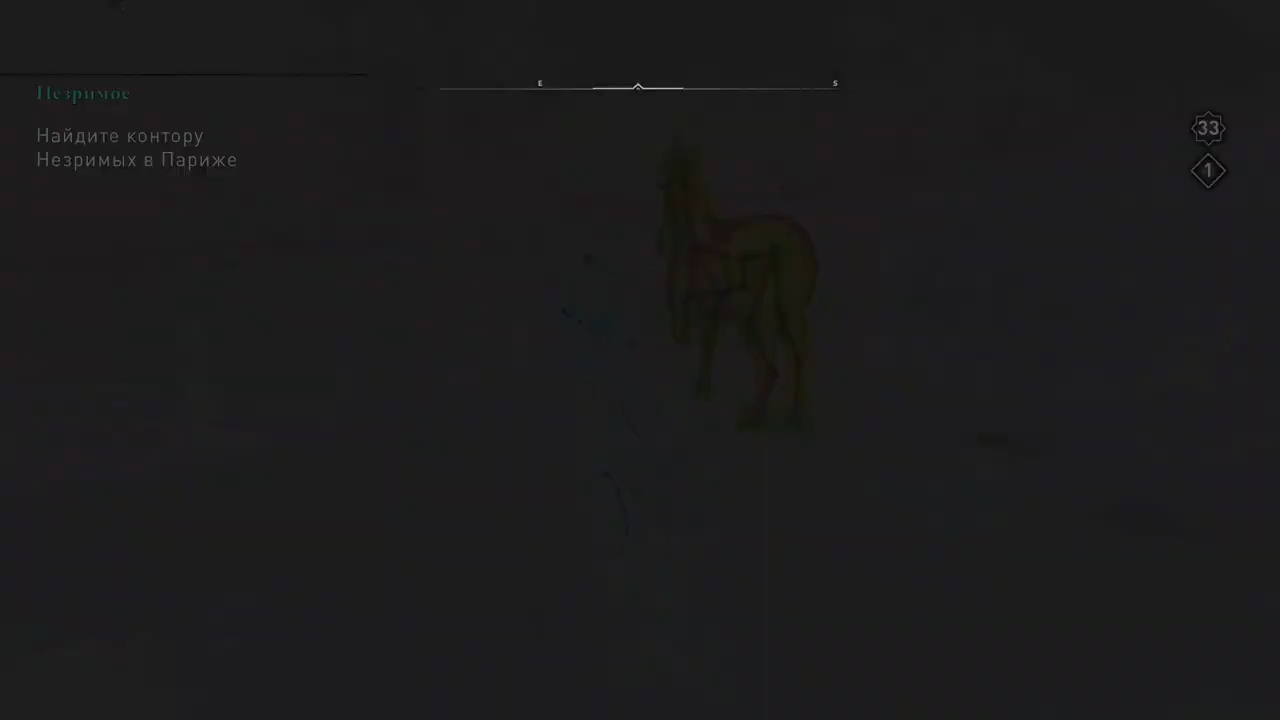 E
S
Незримое
Найдите контору
Незримых в Париже
33
1